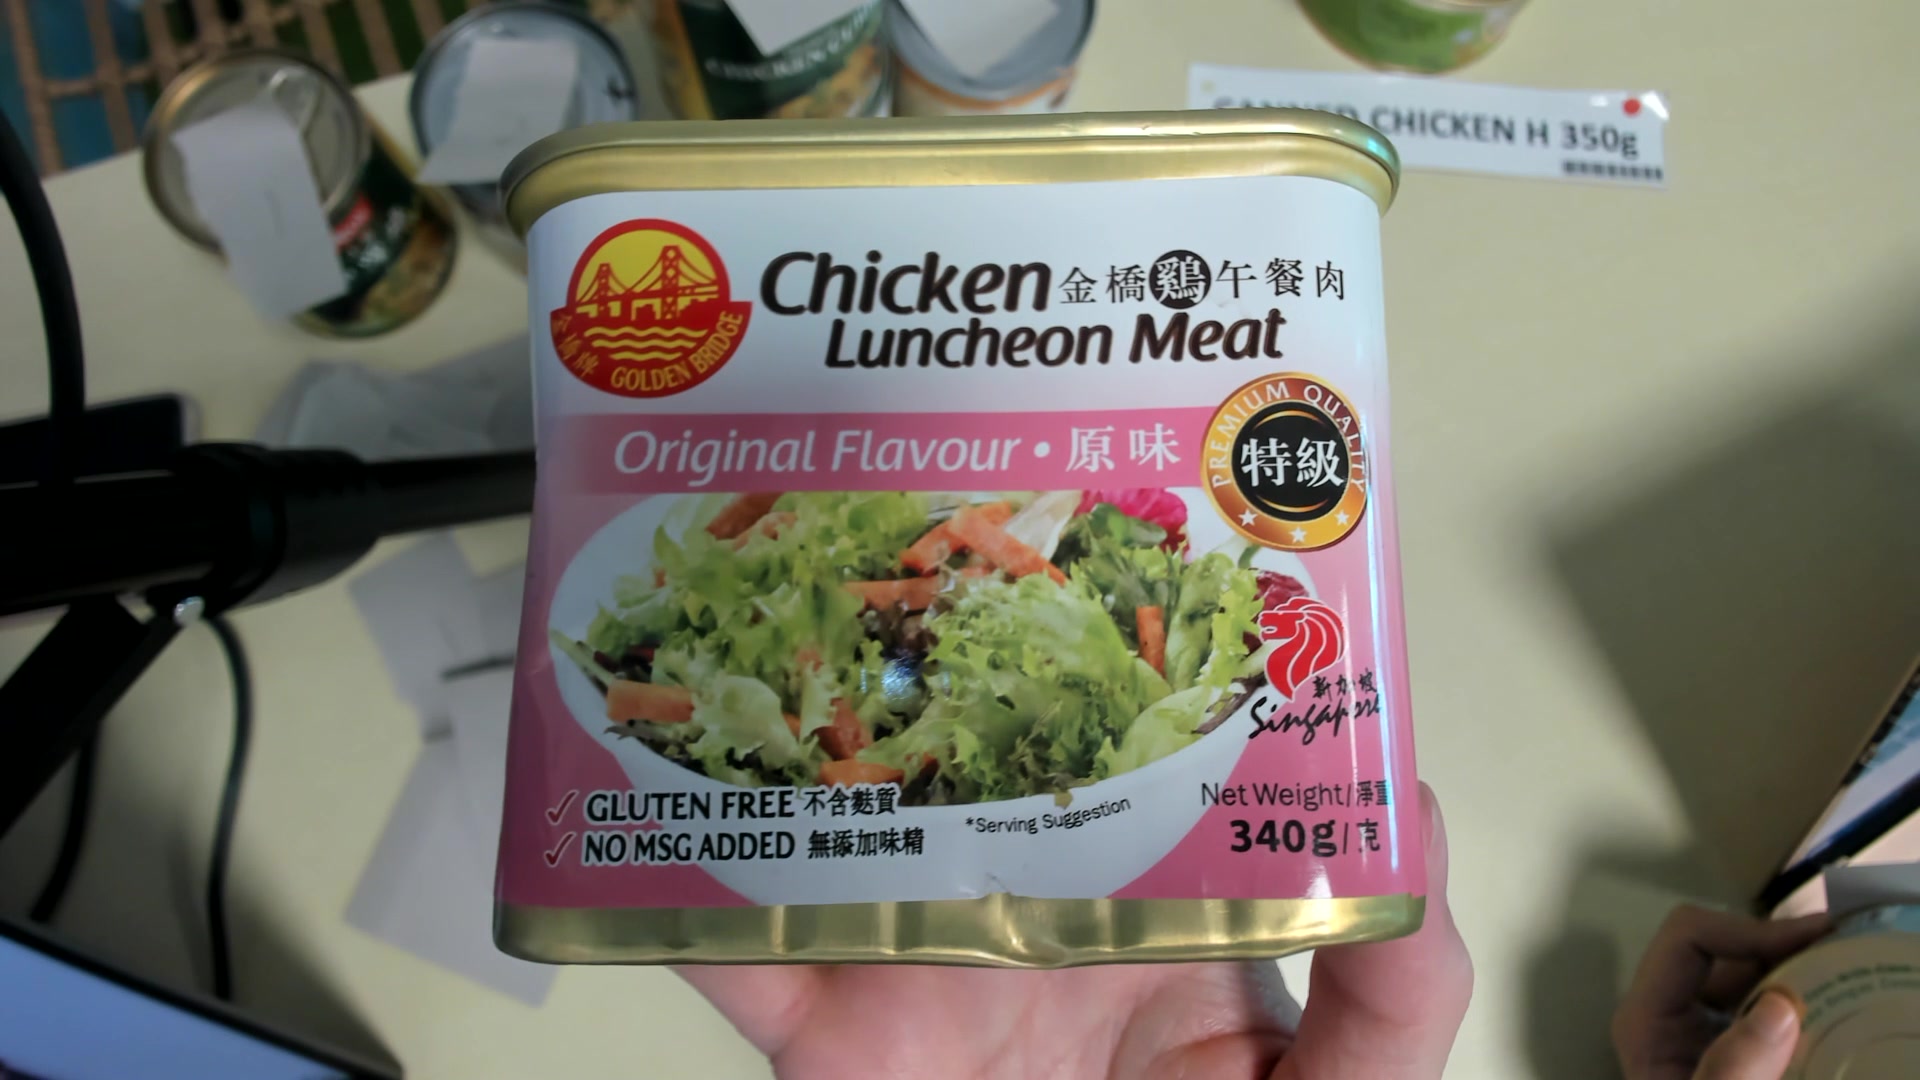 CHICKEN H 350g
金橋牌 GOLDEN BRIDGE
Chicken 金橋鷄午餐肉
Luncheon Meat
Original Flavour • 原味
PREMIUM QUALITY
特級
新加坡
Singapore
✓ GLUTEN FREE 不含麩質
✓ NO MSG ADDED 無添加味精
*Serving Suggestion
Net Weight/淨重
340g/克